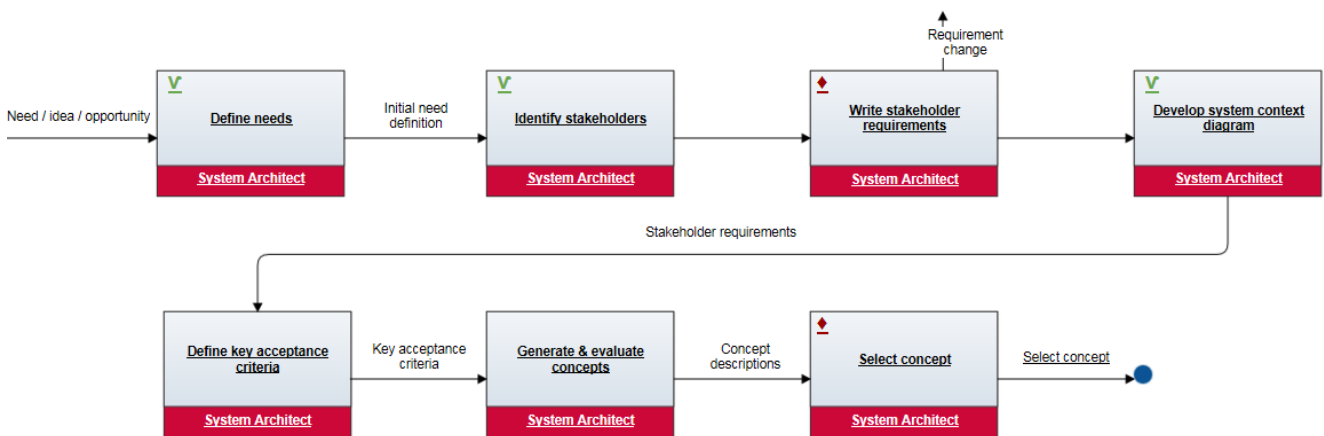 Requirement
change
Need / idea / opportunity
Define needs
System Architect
Initial need
definition
Identify stakeholders
System Architect
Write stakeholder
requirements
System Architect
Develop system context
diagram
System Architect
Stakeholder requirements
Define key acceptance
criteria
System Architect
Key acceptance
criteria
Generate & evaluate
concepts
System Architect
Concept
descriptions
Select concept
System Architect
Select concept